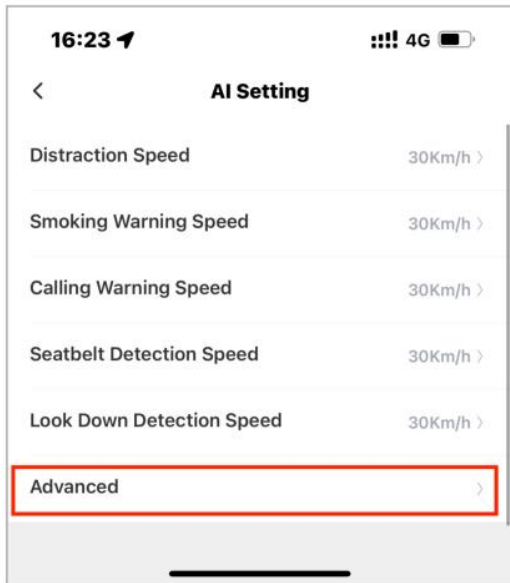 16:23 4G
AI Setting
Distraction Speed 30Km/h
Smoking Warning Speed 30Km/h
Calling Warning Speed 30Km/h
Seatbelt Detection Speed 30Km/h
Look Down Detection Speed 30Km/h
Advanced